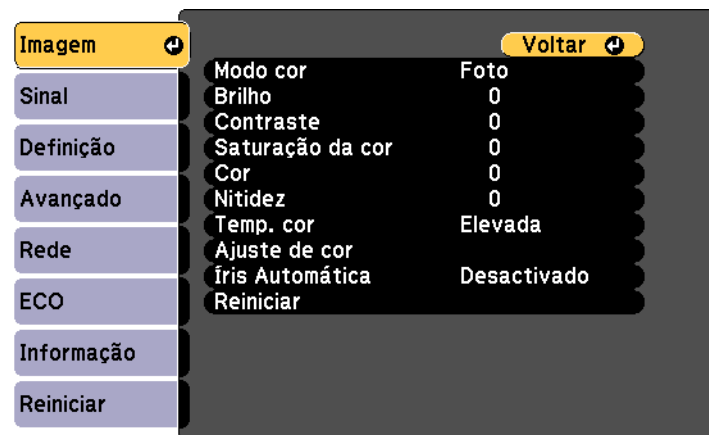 Imagem
Sinal
Definição
Avançado
Rede
ECO
Informação
Reiniciar
Voltar
Modo cor Foto
Brilho 0
Contraste 0
Saturação da cor 0
Cor 0
Nitidez 0
Temp. cor Elevada
Ajuste de cor
Íris Automática Desactivado
Reiniciar